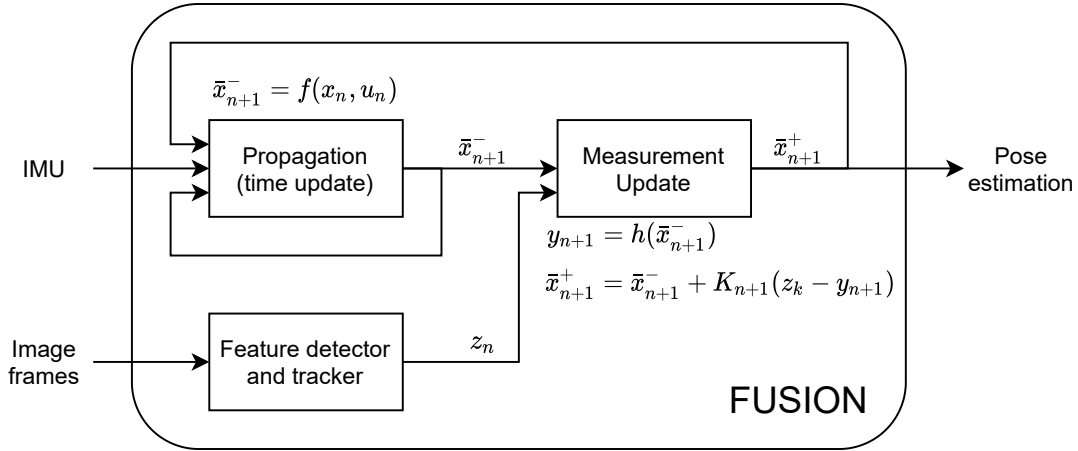 x̄⁻ₙ₊₁ = f(xₙ, uₙ)
IMU
Propagation
(time update)
x̄⁻ₙ₊₁
Measurement
Update
x̄⁺ₙ₊₁
Pose
estimation
yₙ₊₁ = h(x̄⁻ₙ₊₁)
x̄⁺ₙ₊₁ = x̄⁻ₙ₊₁ + Kₙ₊₁(zₖ − yₙ₊₁)
Image
frames
Feature detector
and tracker
zₙ
FUSION